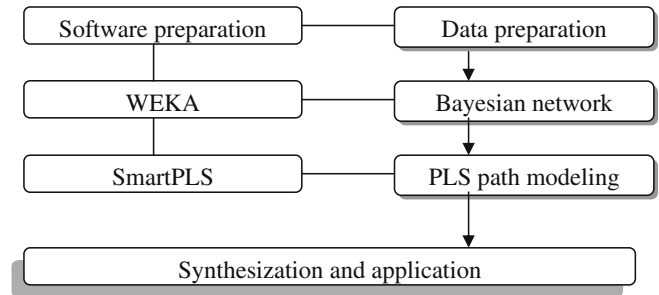 Software preparation
Data preparation
WEKA
Bayesian network
SmartPLS
PLS path modeling
Synthesization and application